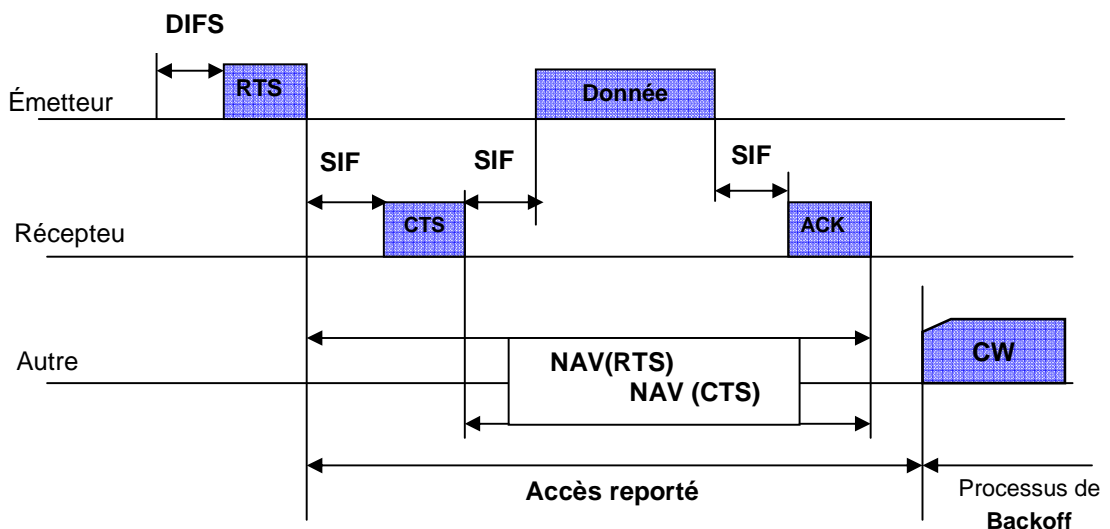 DIFS
RTS
Donnée
Émetteur
SIF
SIF
SIF
CTS
ACK
Récepteu
NAV(RTS)
NAV (CTS)
CW
Autre
Accès reporté
Processus de
Backoff